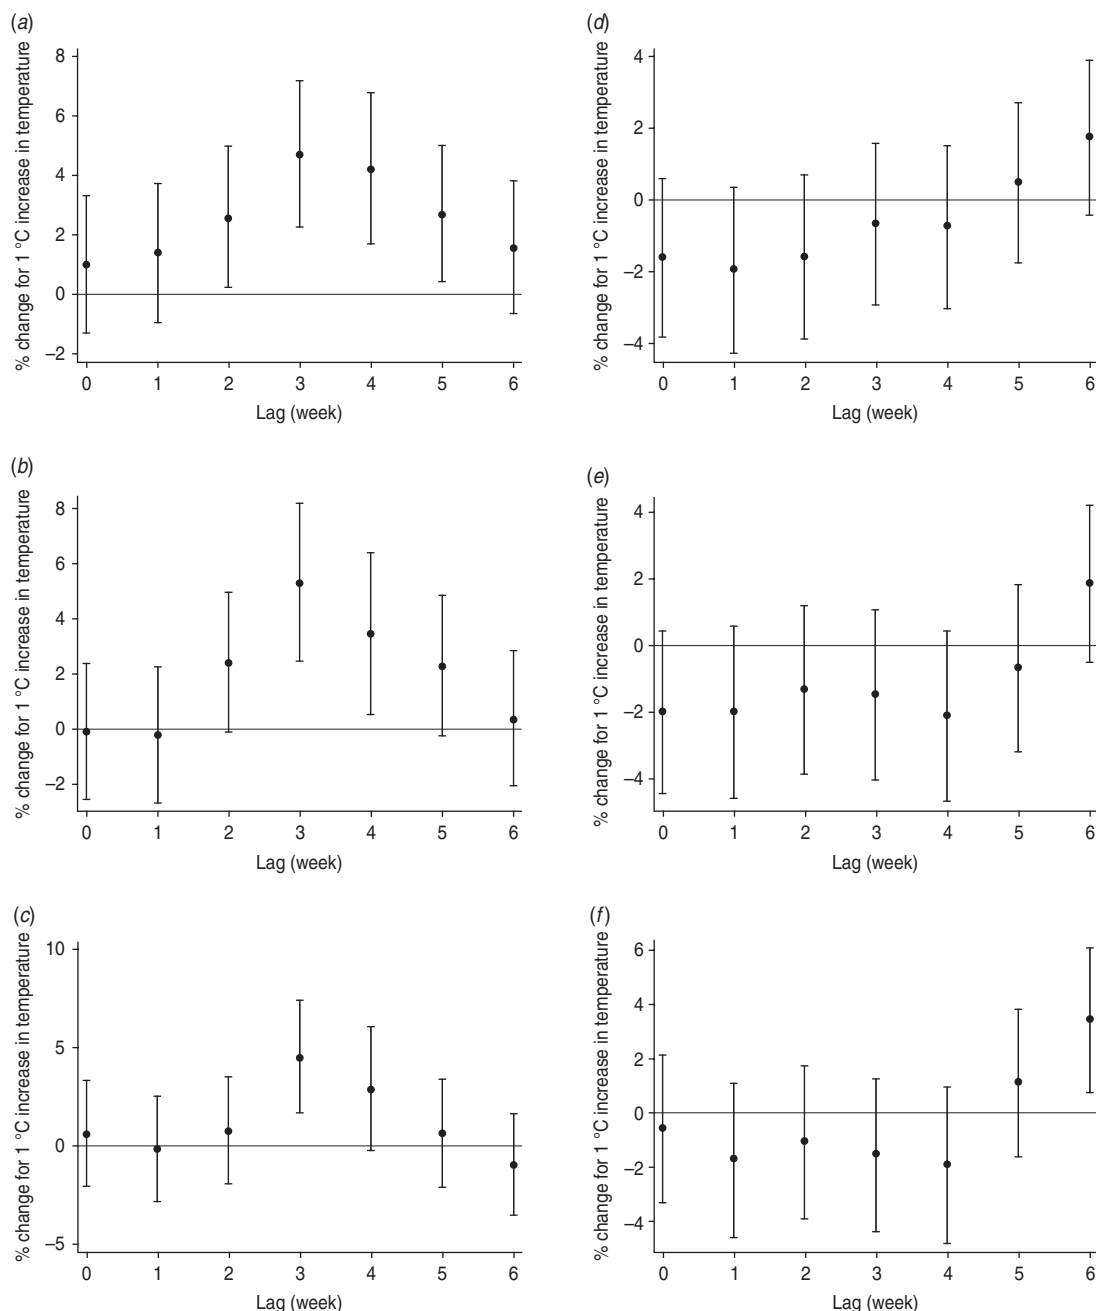 (a)
% change for 1 °C increase in temperature
8
6
4
2
0
–2
0 1 2 3 4 5 6
Lag (week)
(d)
% change for 1 °C increase in temperature
4
2
0
–2
–4
0 1 2 3 4 5 6
Lag (week)
(b)
% change for 1 °C increase in temperature
8
6
4
2
0
–2
0 1 2 3 4 5 6
Lag (week)
(e)
% change for 1 °C increase in temperature
4
2
0
–2
–4
0 1 2 3 4 5 6
Lag (week)
(c)
% change for 1 °C increase in temperature
10
5
0
–5
0 1 2 3 4 5 6
Lag (week)
(f)
% change for 1 °C increase in temperature
6
4
2
0
–2
–4
0 1 2 3 4 5 6
Lag (week)